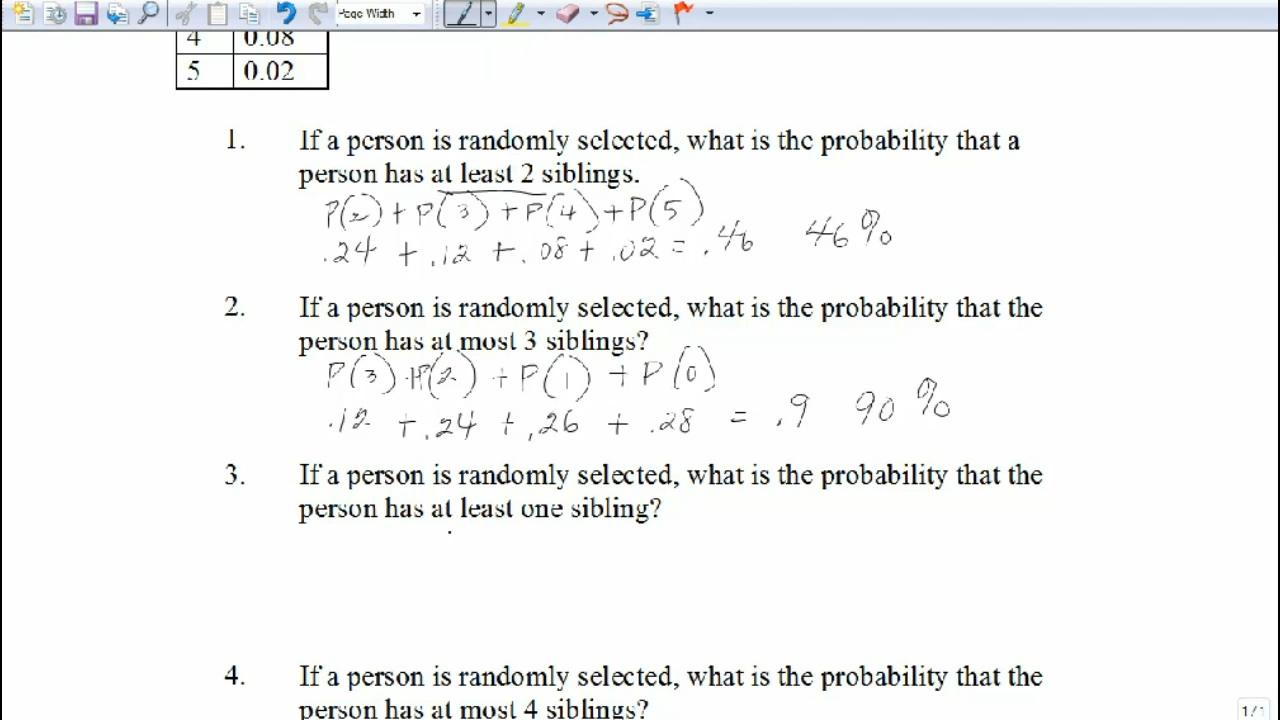 Page Width
4 0.08
5 0.02
1. If a person is randomly selected, what is the probability that a
person has at least 2 siblings.
P(2) + P(3) + P(4) + P(5)
.24 + .12 + .08 + .02 = .46 46%
2. If a person is randomly selected, what is the probability that the
person has at most 3 siblings?
P(3) + P(2) + P(1) + P(0)
.12 + .24 + .26 + .28 = .9 90%
3. If a person is randomly selected, what is the probability that the
person has at least one sibling?
4. If a person is randomly selected, what is the probability that the
person has at most 4 siblings?
1/1